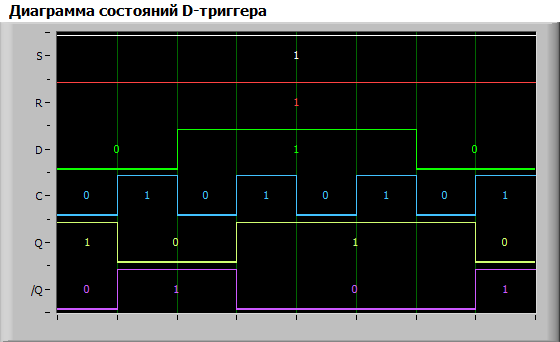 Диаграмма состояний D-триггера
S 1
R 1
D 0 1 0
C 0 1 0 1 0 1 0 1
Q 1 0 1 0
/Q 0 1 0 1